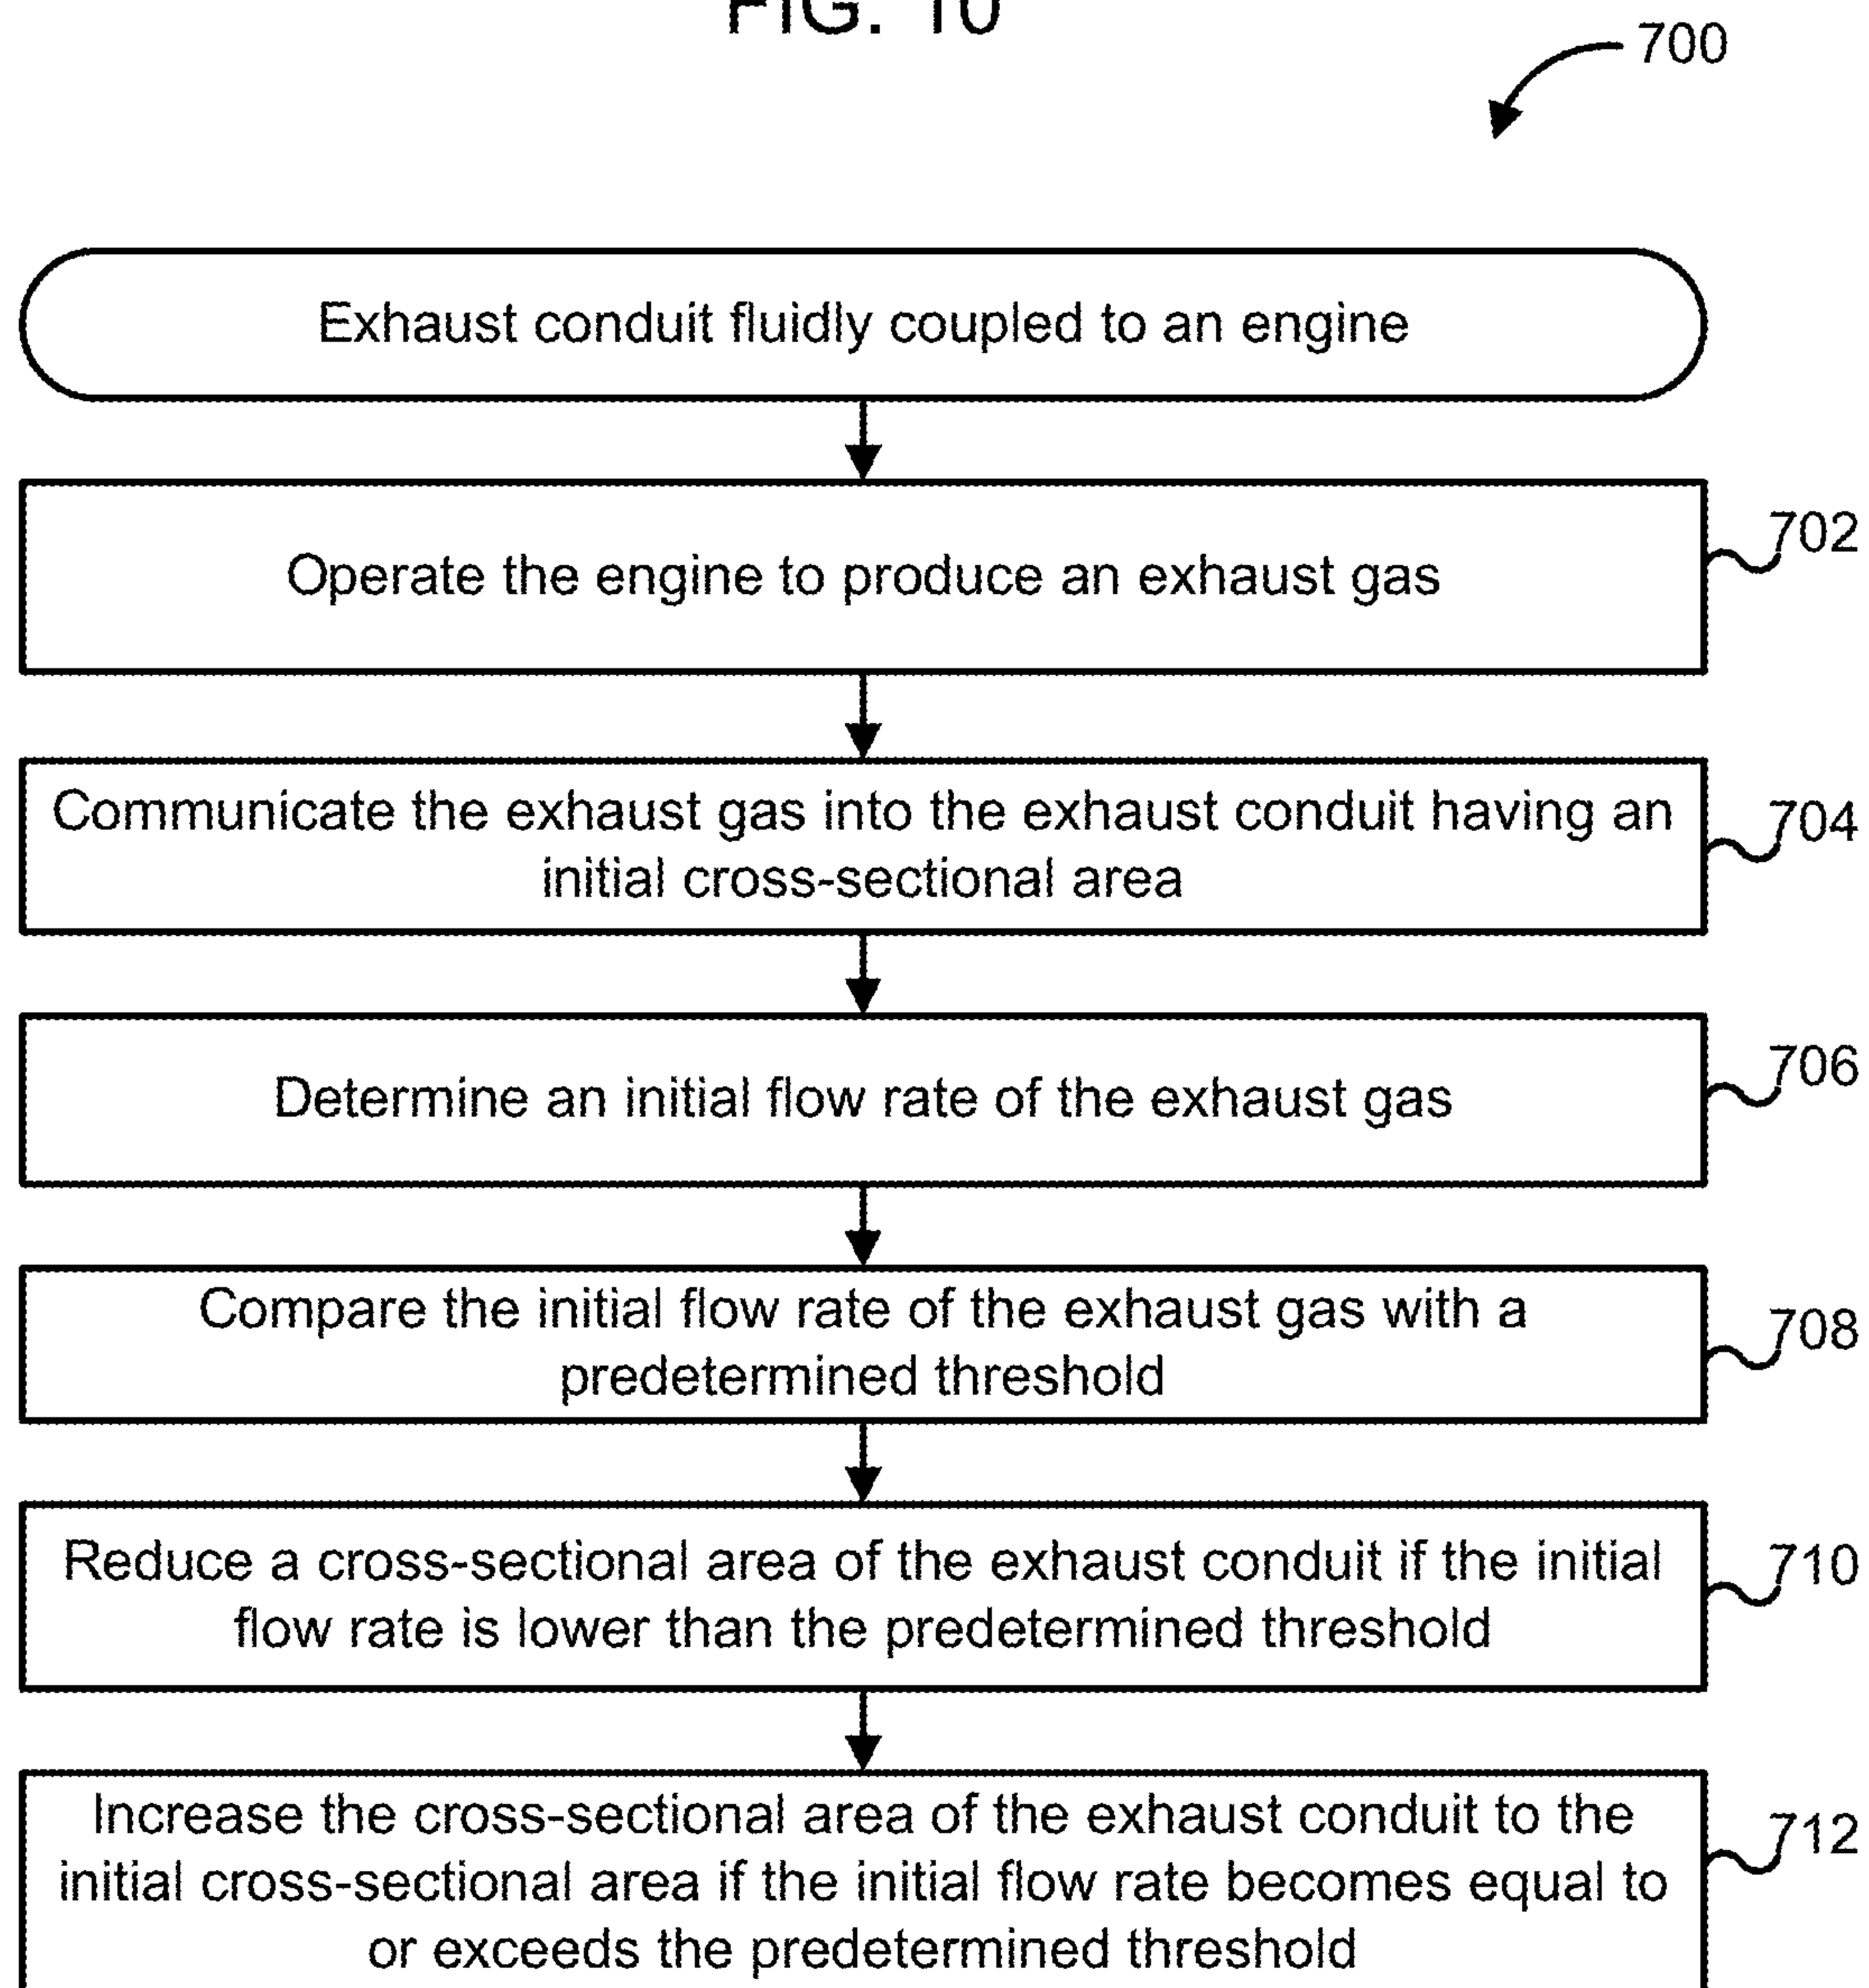 FIG. 10
700
Exhaust conduit fluidly coupled to an engine
Operate the engine to produce an exhaust gas
702
Communicate the exhaust gas into the exhaust conduit having an
initial cross-sectional area
704
Determine an initial flow rate of the exhaust gas
706
Compare the initial flow rate of the exhaust gas with a
predetermined threshold
708
Reduce a cross-sectional area of the exhaust conduit if the initial
flow rate is lower than the predetermined threshold
710
Increase the cross-sectional area of the exhaust conduit to the
initial cross-sectional area if the initial flow rate becomes equal to
or exceeds the predetermined threshold
712